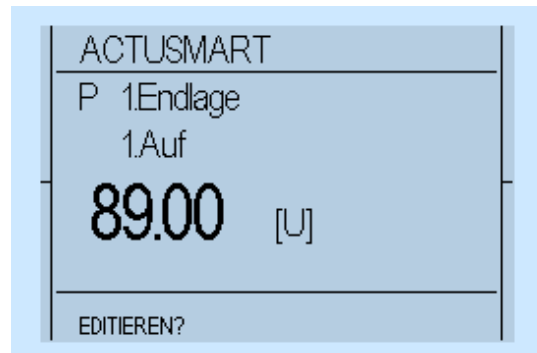 ACTUSMART
P 1.Endlage
1.Auf
89.00 [U]
EDITIEREN?